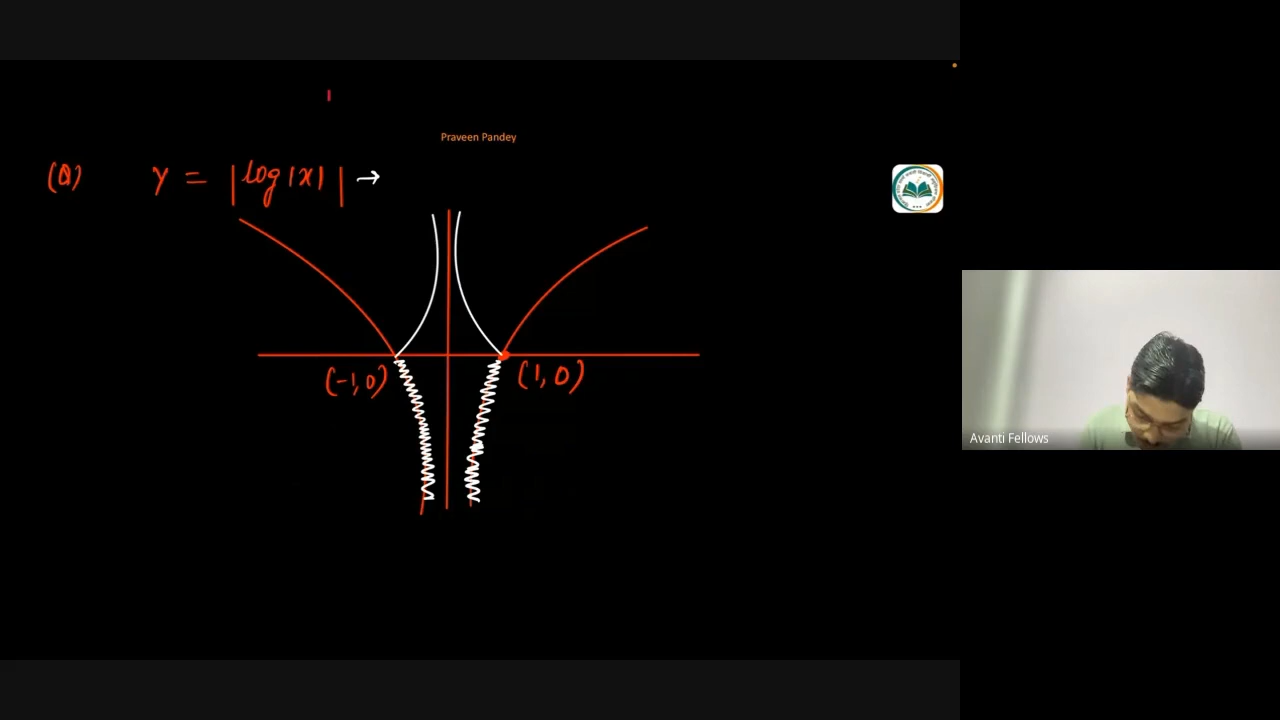 Praveen Pandey
(Q) y = |log|x|| →
(-1,0) (1,0)
Avanti Fellows